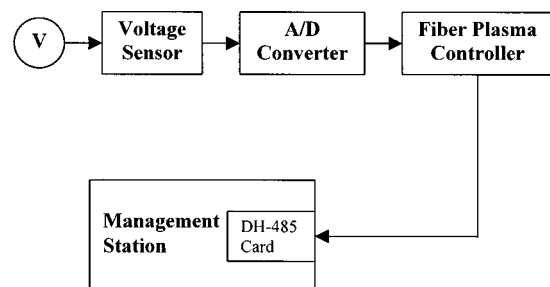 V
Voltage
Sensor
A/D
Converter
Fiber Plasma
Controller
Management
Station
DH-485
Card